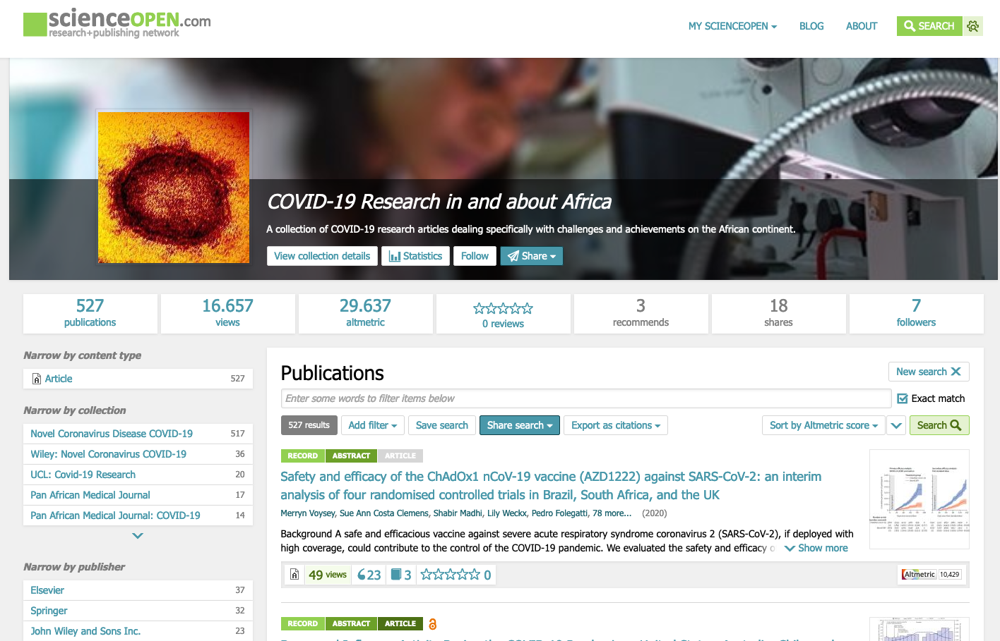 scienceOPEN.com
research+publishing network
MY SCIENCEOPEN
BLOG
ABOUT
SEARCH
COVID-19 Research in and about Africa
A collection of COVID-19 research articles dealing specifically with challenges and achievements on the African continent.
View collection details
Statistics
Follow
Share
527
publications
16.657
views
29.637
altmetric
0 reviews
3
recommends
18
shares
7
followers
Narrow by content type
Article 527
Narrow by collection
Novel Coronavirus Disease COVID-19 517
Wiley: Novel Coronavirus COVID-19 36
UCL: Covid-19 Research 20
Pan African Medical Journal 17
Pan African Medical Journal: COVID-19 14
Narrow by publisher
Elsevier 37
Springer 32
John Wiley and Sons Inc. 23
Publications
New search
Enter some words to filter items below
Exact match
527 results
Add filter
Save search
Share search
Export as citations
Sort by Altmetric score
Search
RECORD ABSTRACT ARTICLE
Safety and efficacy of the ChAdOx1 nCoV-19 vaccine (AZD1222) against SARS-CoV-2: an interim
analysis of four randomised controlled trials in Brazil, South Africa, and the UK
Merryn Voysey, Sue Ann Costa Clemens, Shabir Madhi, Lily Weckx, Pedro Folegatti, 78 more... (2020)
Background A safe and efficacious vaccine against severe acute respiratory syndrome coronavirus 2 (SARS-CoV-2), if deployed with
high coverage, could contribute to the control of the COVID-19 pandemic. We evaluated the safety and efficacy
Show more
49 views
23
3
0
Altmetric 10,429
RECORD ABSTRACT ARTICLE